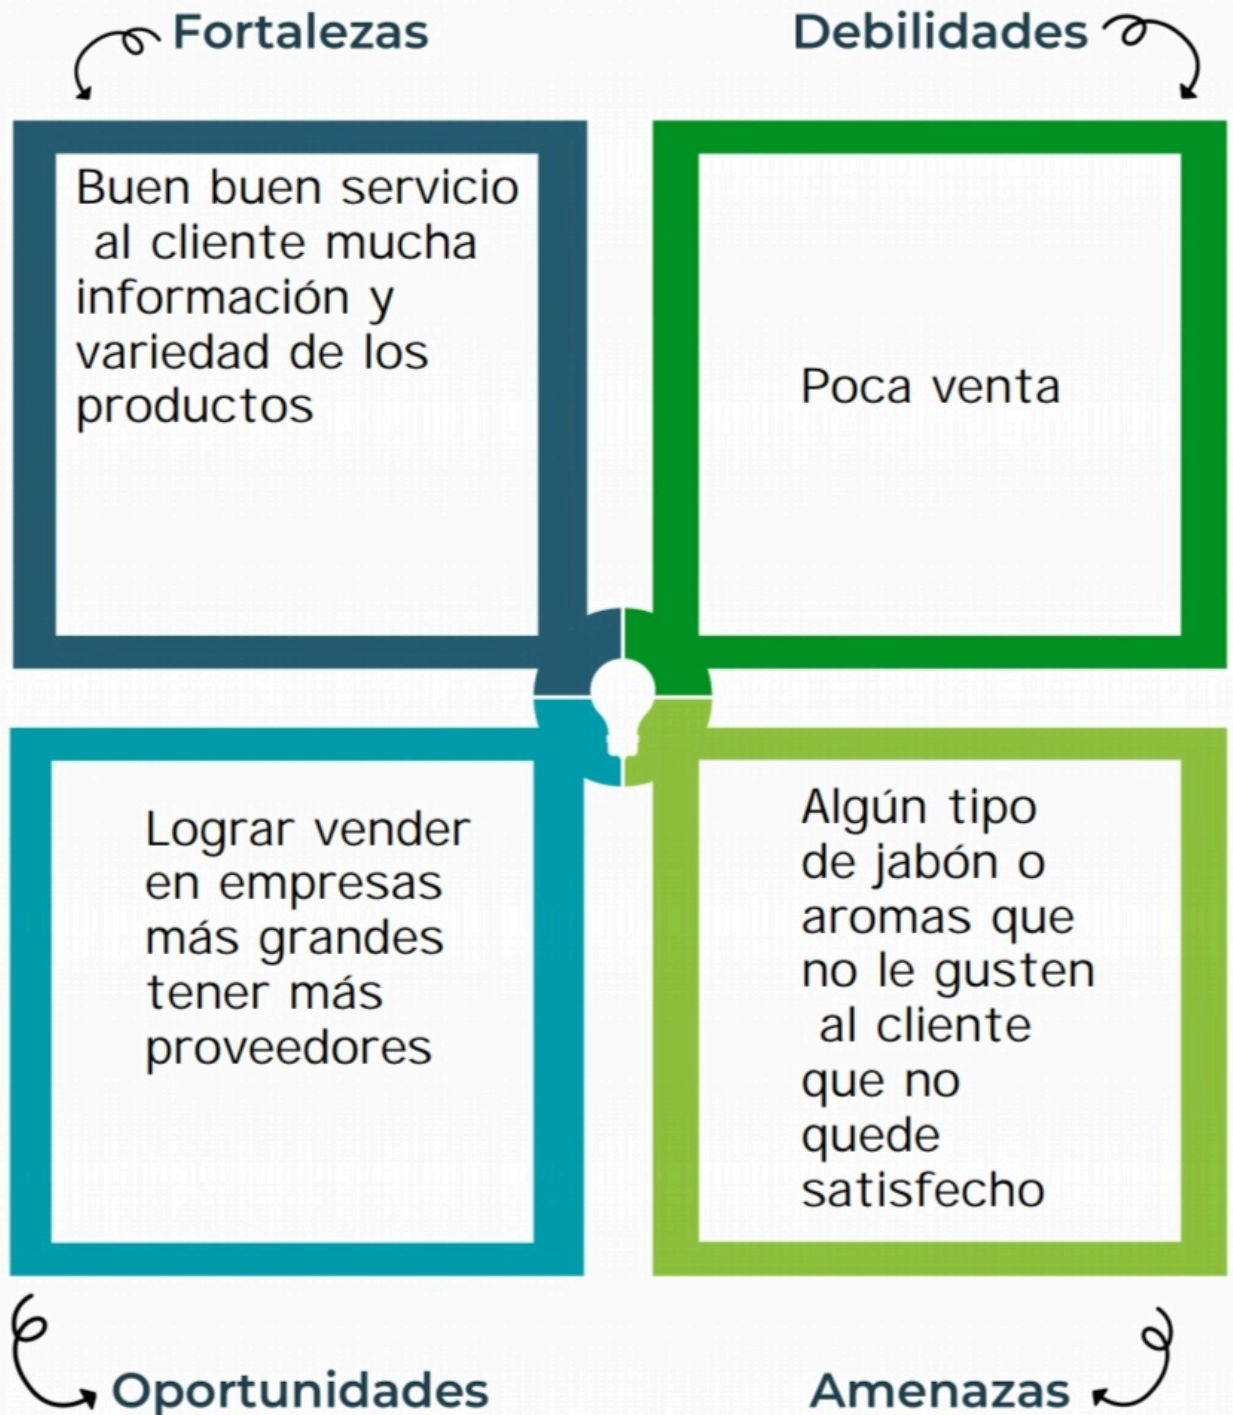 Fortalezas
Debilidades
Buen buen servicio
al cliente mucha
información y
variedad de los
productos
Poca venta
Lograr vender
en empresas
más grandes
tener más
proveedores
Algún tipo
de jabón o
aromas que
no le gusten
al cliente
que no
quede
satisfecho
Oportunidades
Amenazas